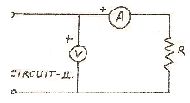 + A
+
V
R
CIRCUIT-II.